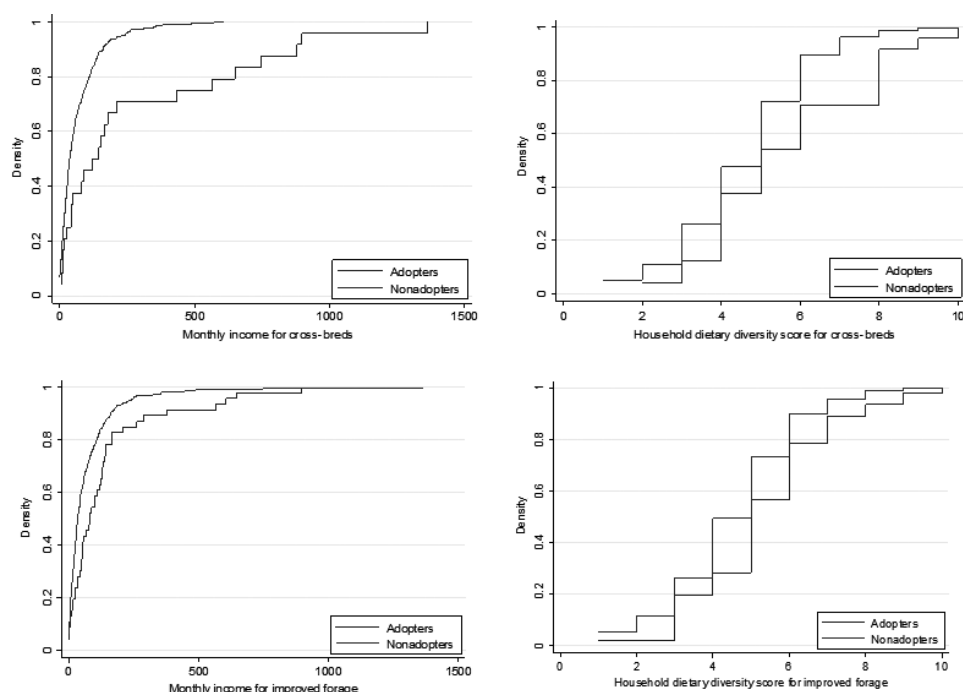 Density
0 0.2 0.4 0.6 0.8 1
0 500 1000 1500
Monthly income for cross-breds
Adopters
Nonadopters
Density
0 0.2 0.4 0.6 0.8 1
0 2 4 6 8 10
Household dietary diversity score for cross-breds
Adopters
Nonadopters
Density
0 0.2 0.4 0.6 0.8 1
0 500 1000 1500
Monthly income for improved forage
Adopters
Nonadopters
Density
0 0.2 0.4 0.6 0.8 1
0 2 4 6 8 10
Household dietary diversity score for improved forage
Adopters
Nonadopters